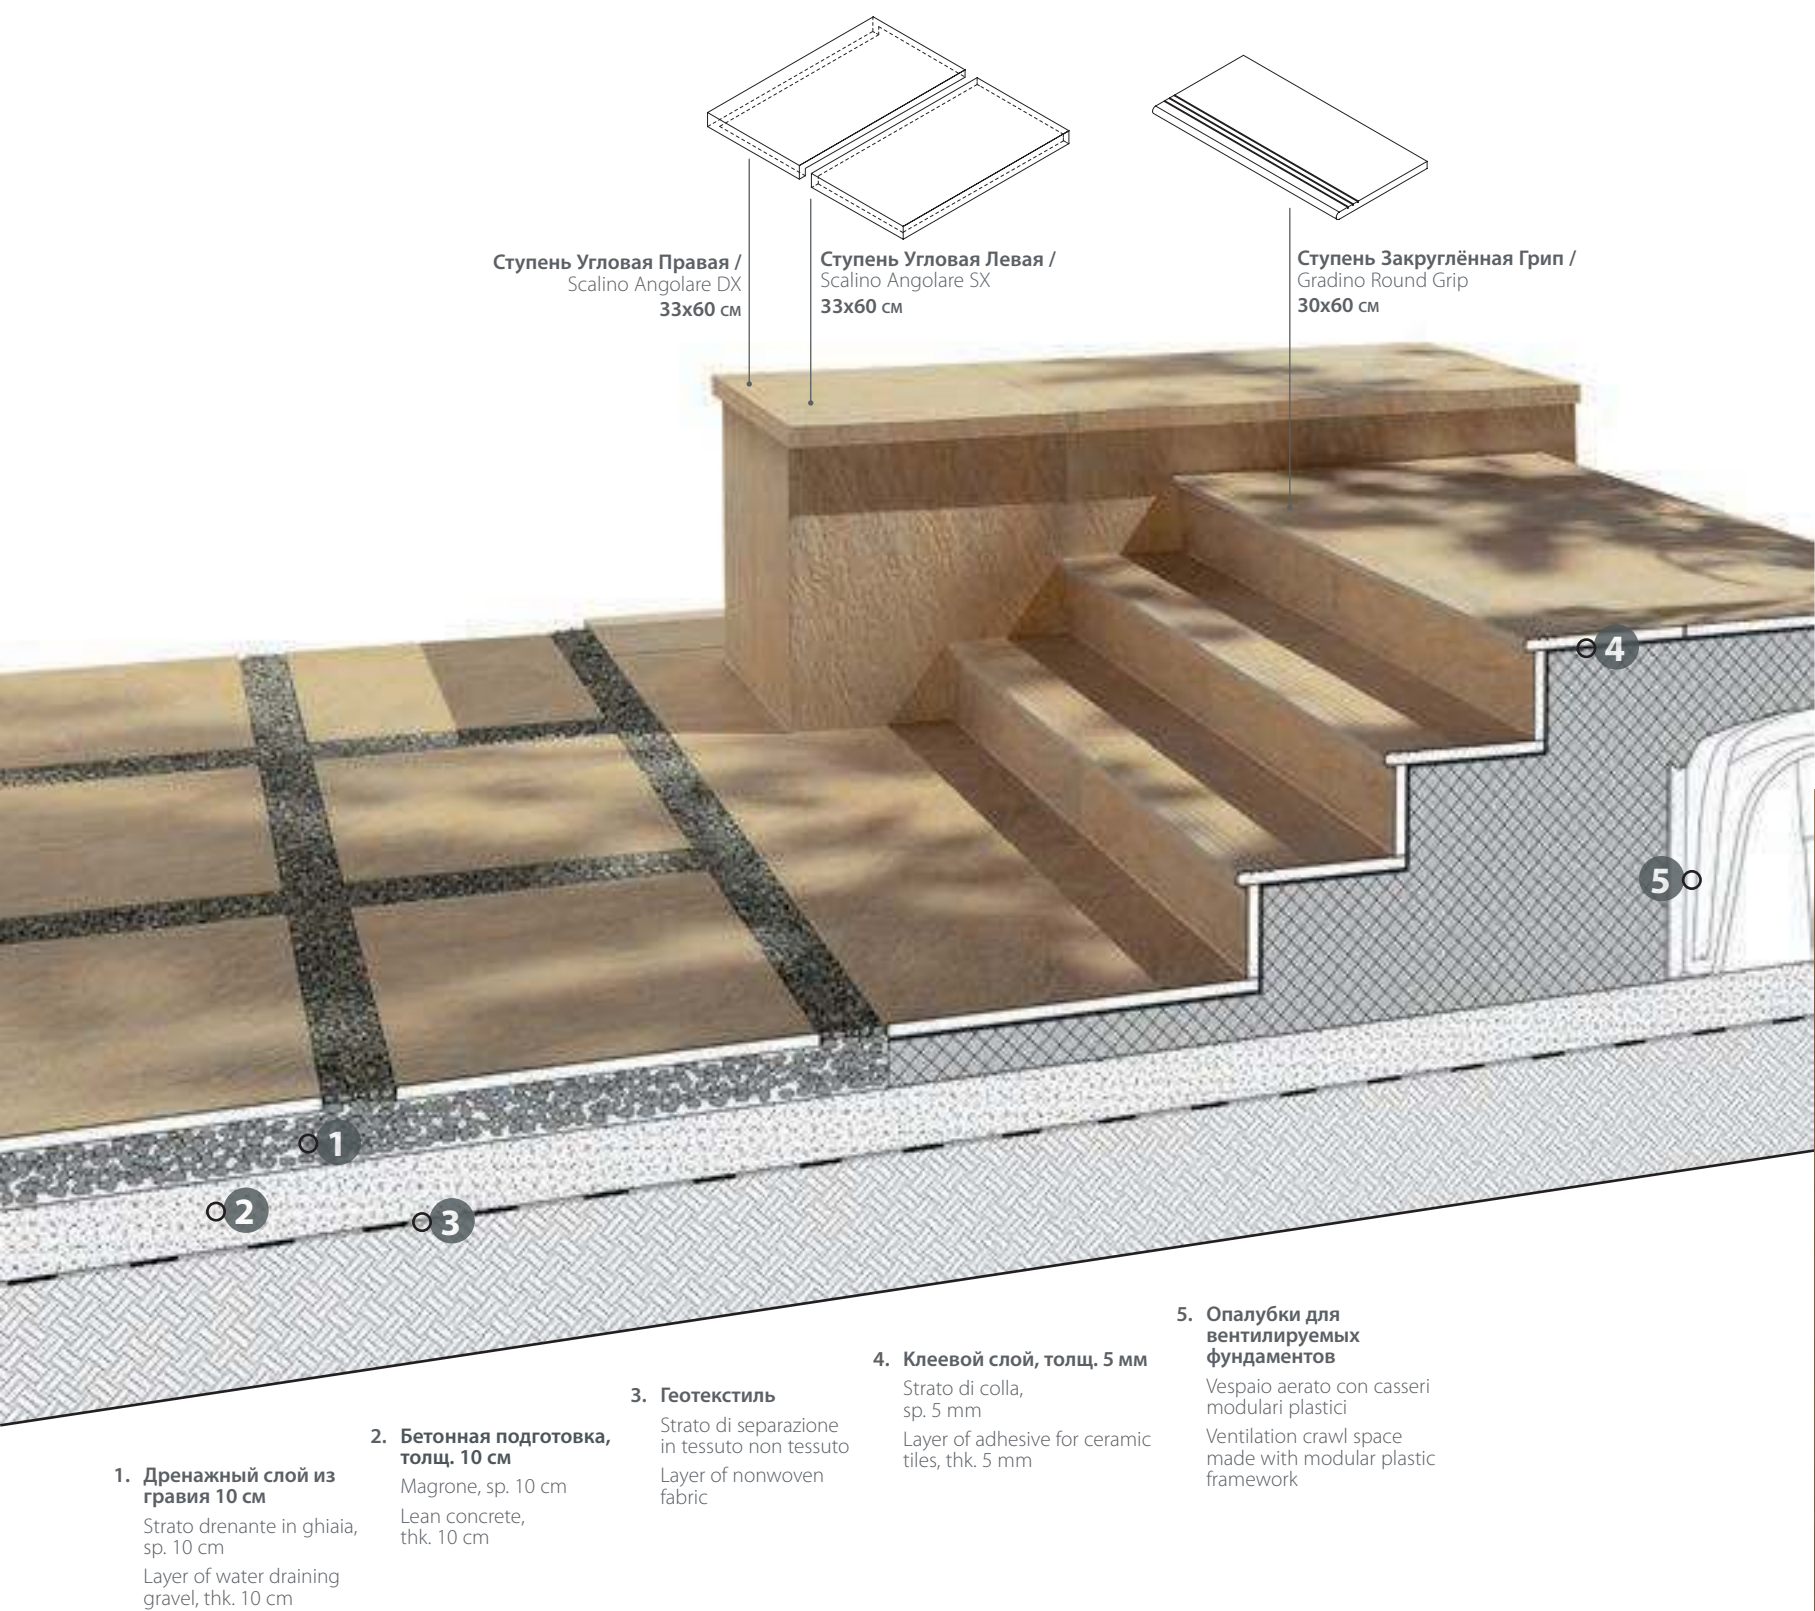 Ступень Угловая Правая /
Scalino Angolare DX
33x60 см
Ступень Угловая Левая /
Scalino Angolare SX
33x60 см
Ступень Закруглённая Грип /
Gradino Round Grip
30x60 см
4
5
1
2
3
1. Дренажный слой из
гравия 10 см
Strato drenante in ghiaia,
sp. 10 cm
Layer of water draining
gravel, thk. 10 cm
2. Бетонная подготовка,
толщ. 10 см
Magrone, sp. 10 cm
Lean concrete,
thk. 10 cm
3. Геотекстиль
Strato di separazione
in tessuto non tessuto
Layer of nonwoven
fabric
4. Клеевой слой, толщ. 5 мм
Strato di colla,
sp. 5 mm
Layer of adhesive for ceramic
tiles, thk. 5 mm
5. Опалубки для
вентилируемых
фундаментов
Vespaio aerato con casseri
modulari plastici
Ventilation crawl space
made with modular plastic
framework